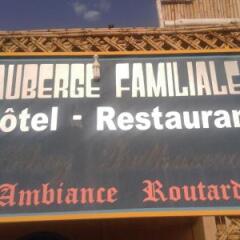 AUBERGE FAMILIALE
ôtel - Restauran
Ambiance Routard